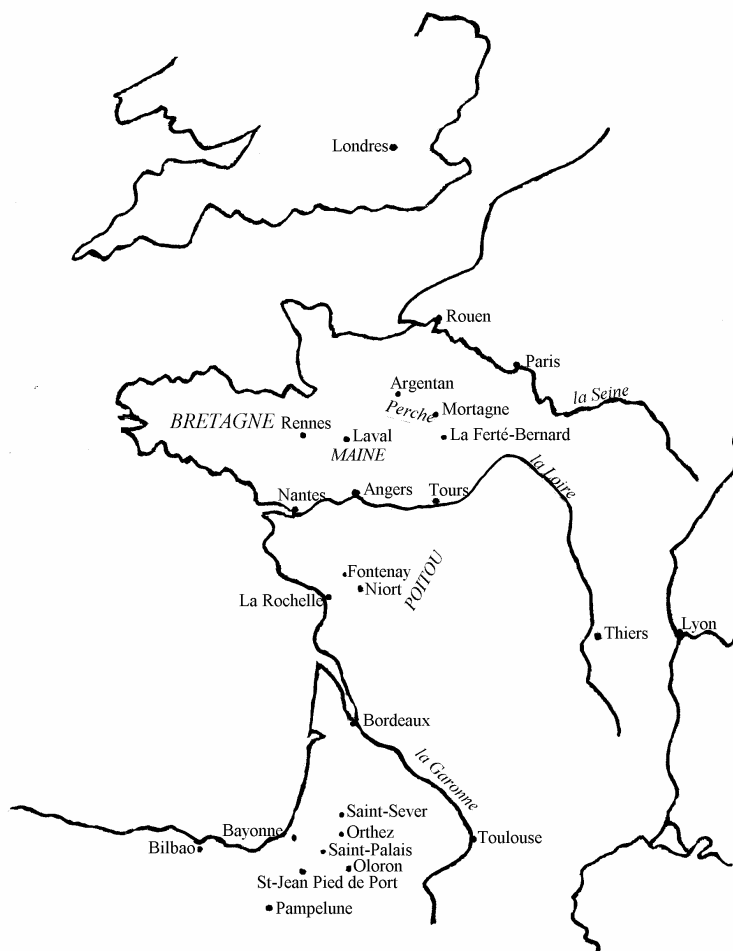 Londres
Rouen
Paris
Argentan
la Seine
Perche
Mortagne
BRETAGNE
Rennes
Laval
La Ferté-Bernard
MAINE
la Loire
Nantes
Angers
Tours
Fontenay
Niort
POITOU
La Rochelle
Thiers
Lyon
Bordeaux
la Garonne
Saint-Sever
Bayonne
Orthez
Toulouse
Bilbao
Saint-Palais
Oloron
St-Jean Pied de Port
Pampelune